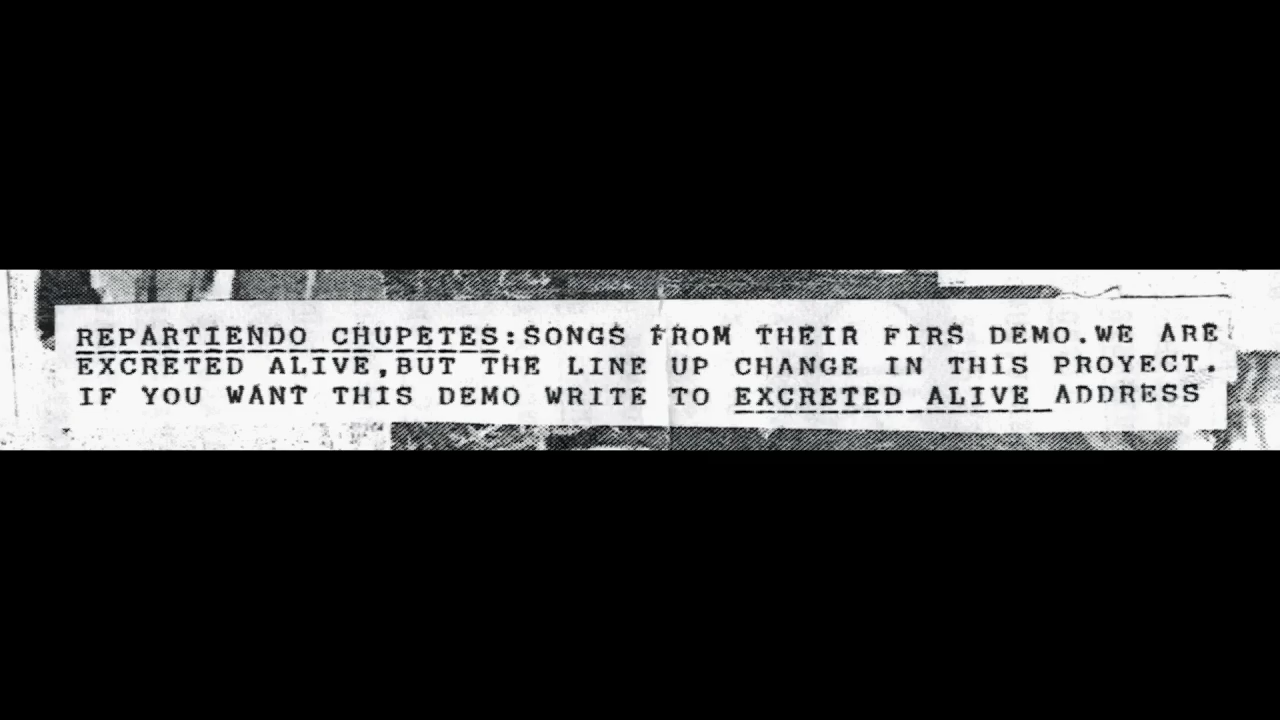 REPARTIENDO CHUPETES:SONGS FROM THEIR FIRS DEMO.WE ARE
EXCRETED ALIVE,BUT THE LINE UP CHANGE IN THIS PROYECT.
IF YOU WANT THIS DEMO WRITE TO EXCRETED ALIVE ADDRESS